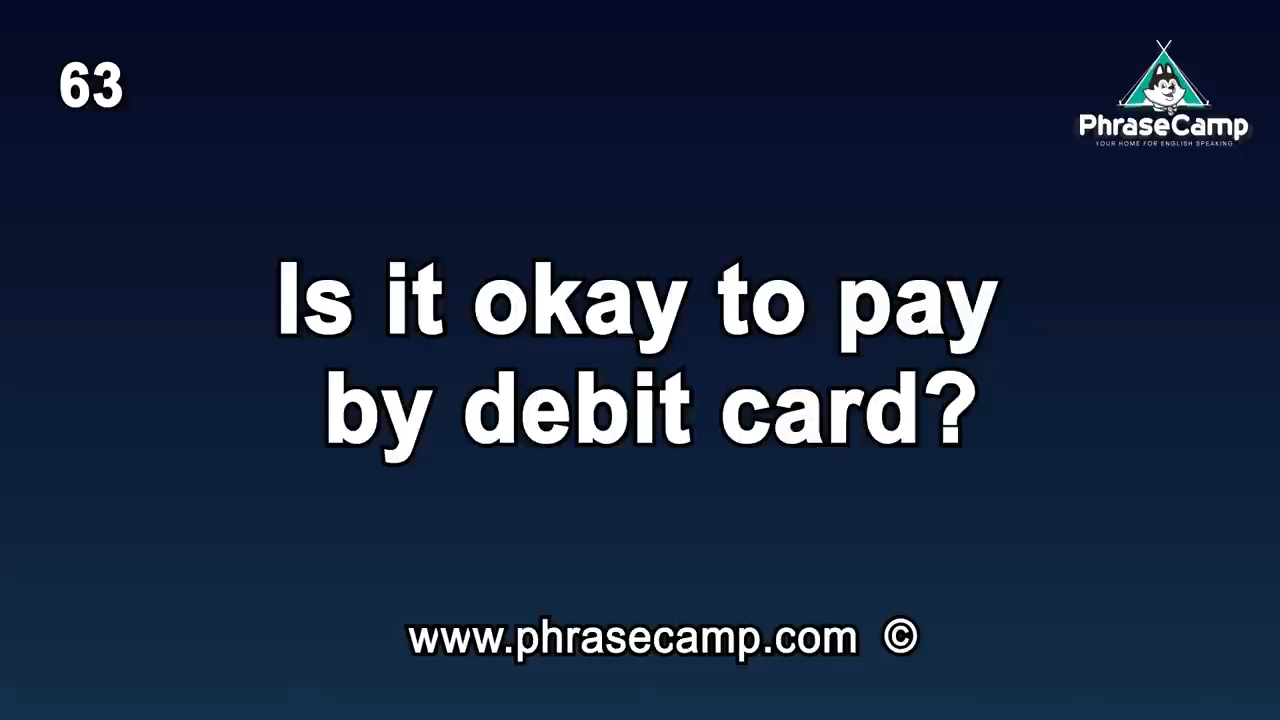 63
PhraseCamp
YOUR HOME FOR ENGLISH SPEAKING
Is it okay to pay
by debit card?
www.phrasecamp.com ©